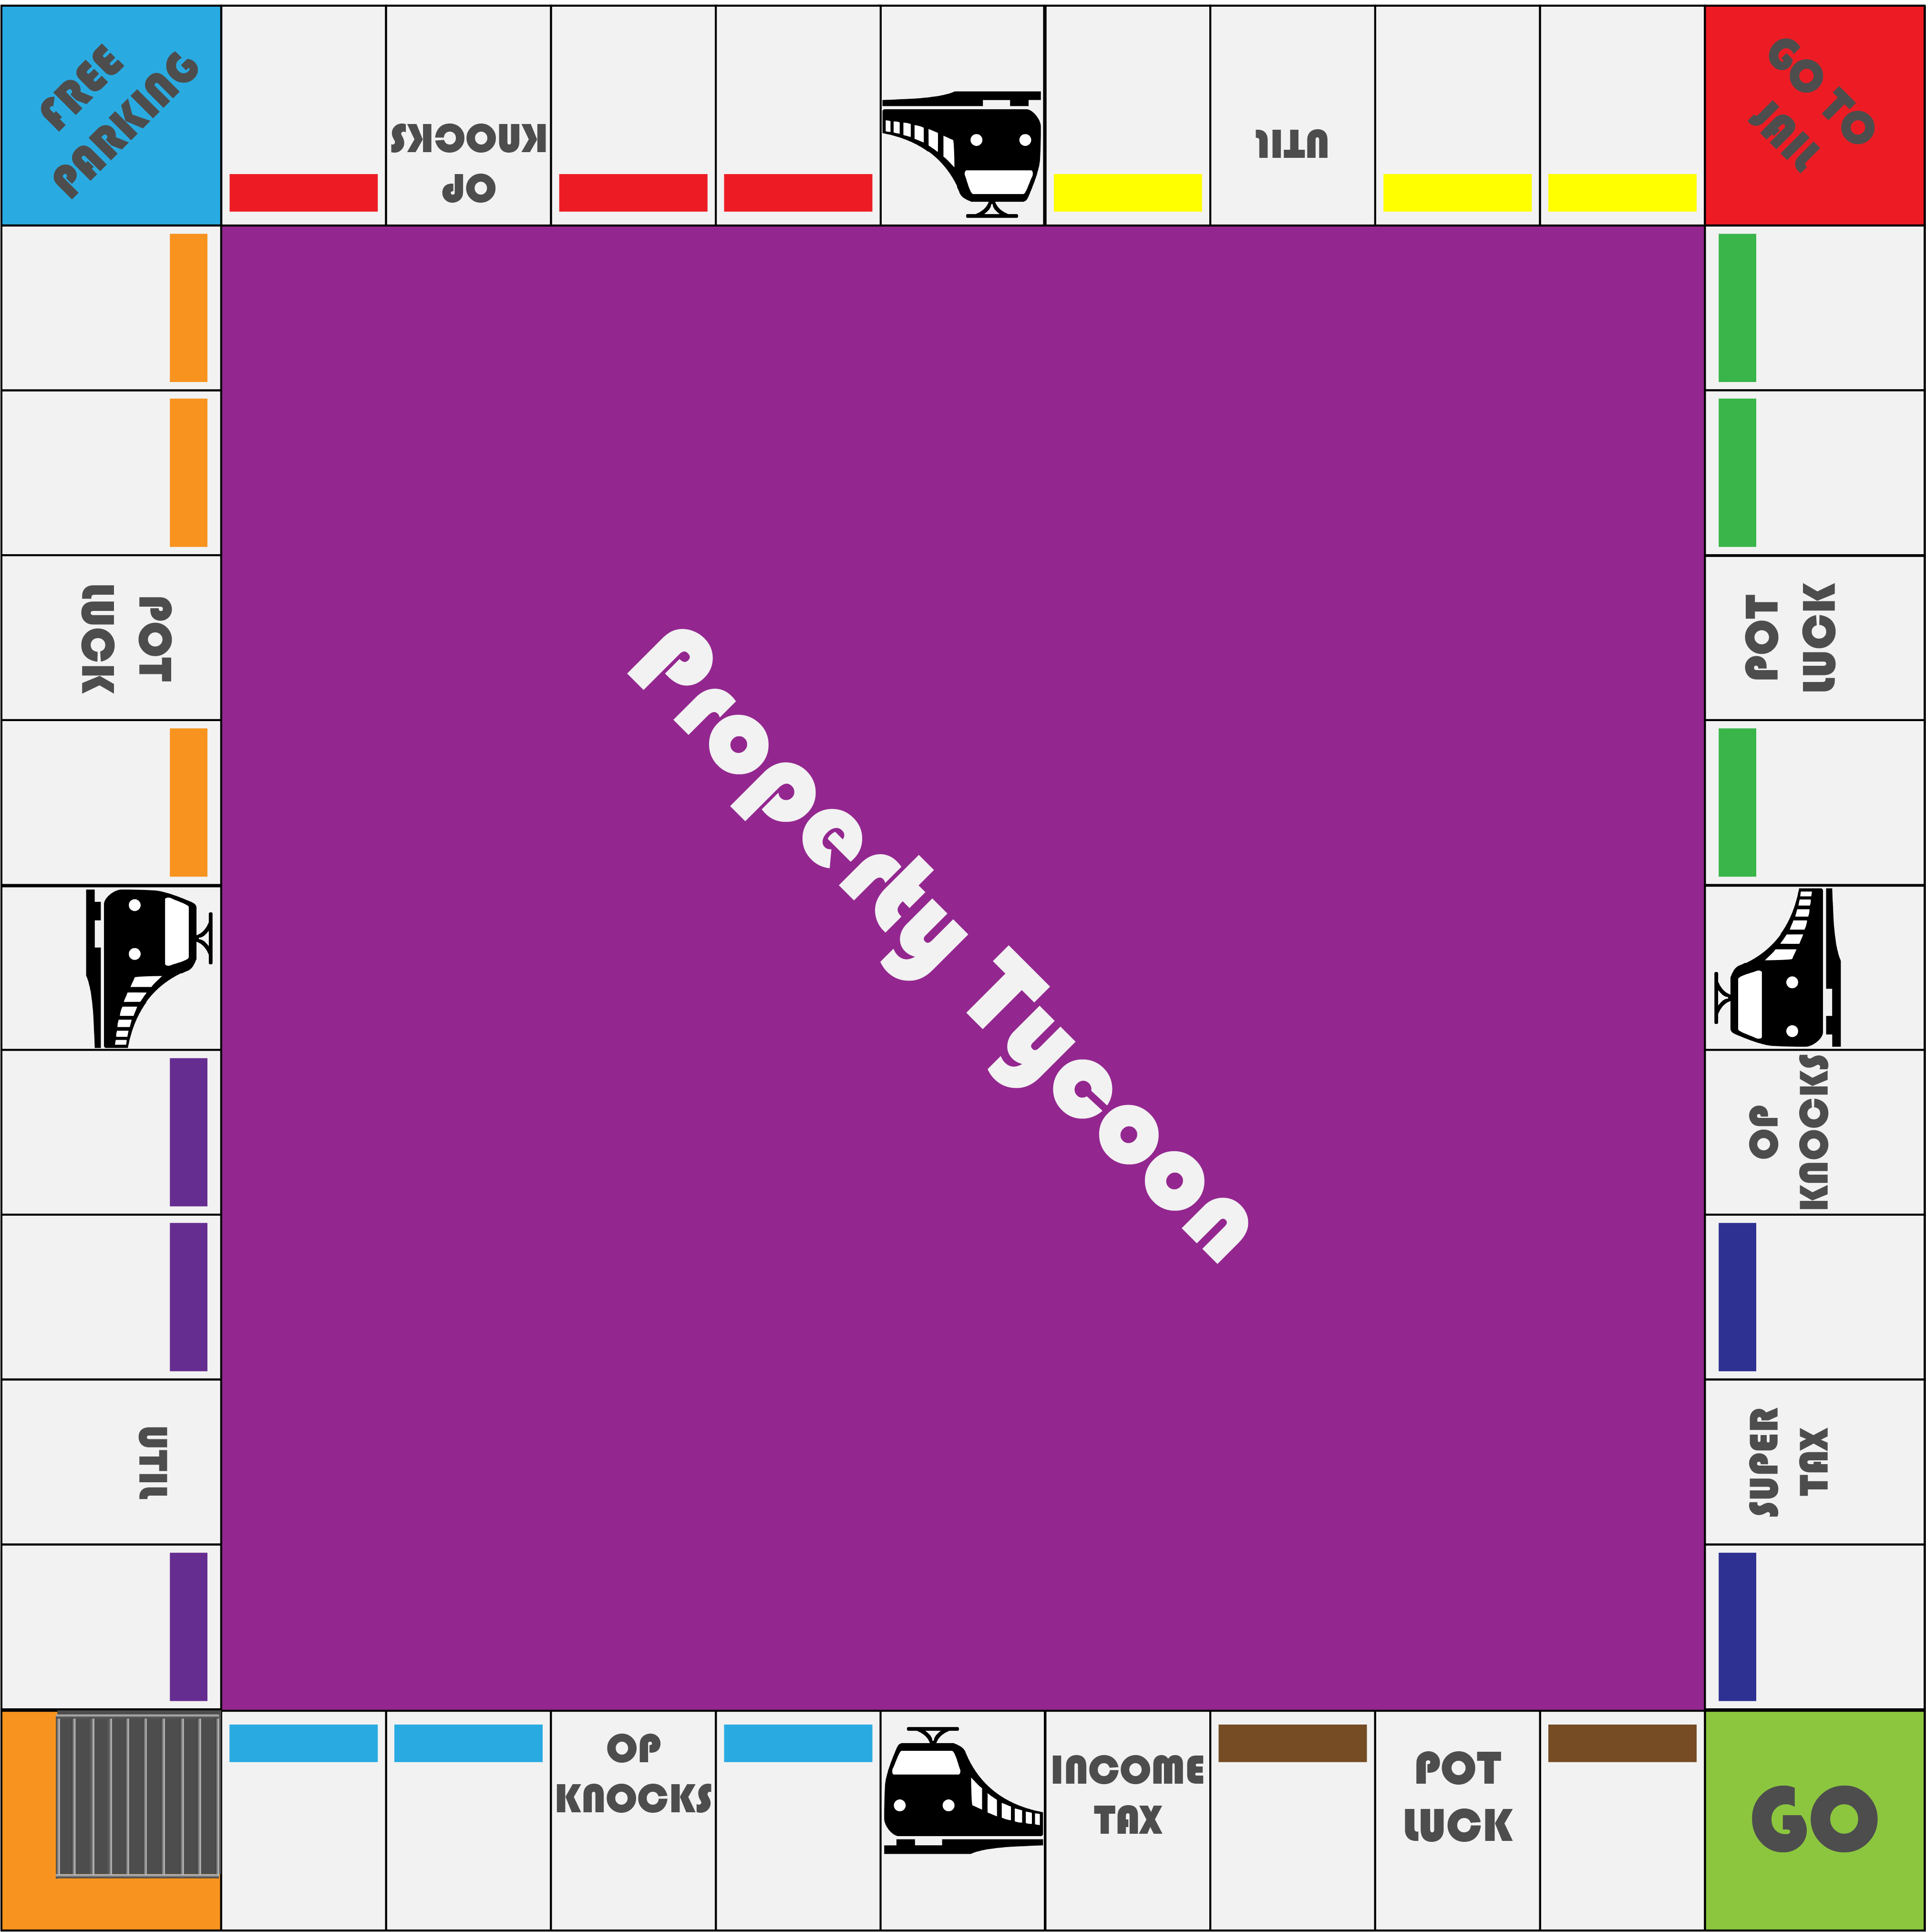 FREE
PARKING
OP
KNOCKS
UTIL
GO TO
JAIL
POT
LUCK
POT
LUCK
Property Tycoon
OP
KNOCKS
UTIL
SUPER
TAX
OP
KNOCKS
INCOME
TAX
POT
LUCK
GO